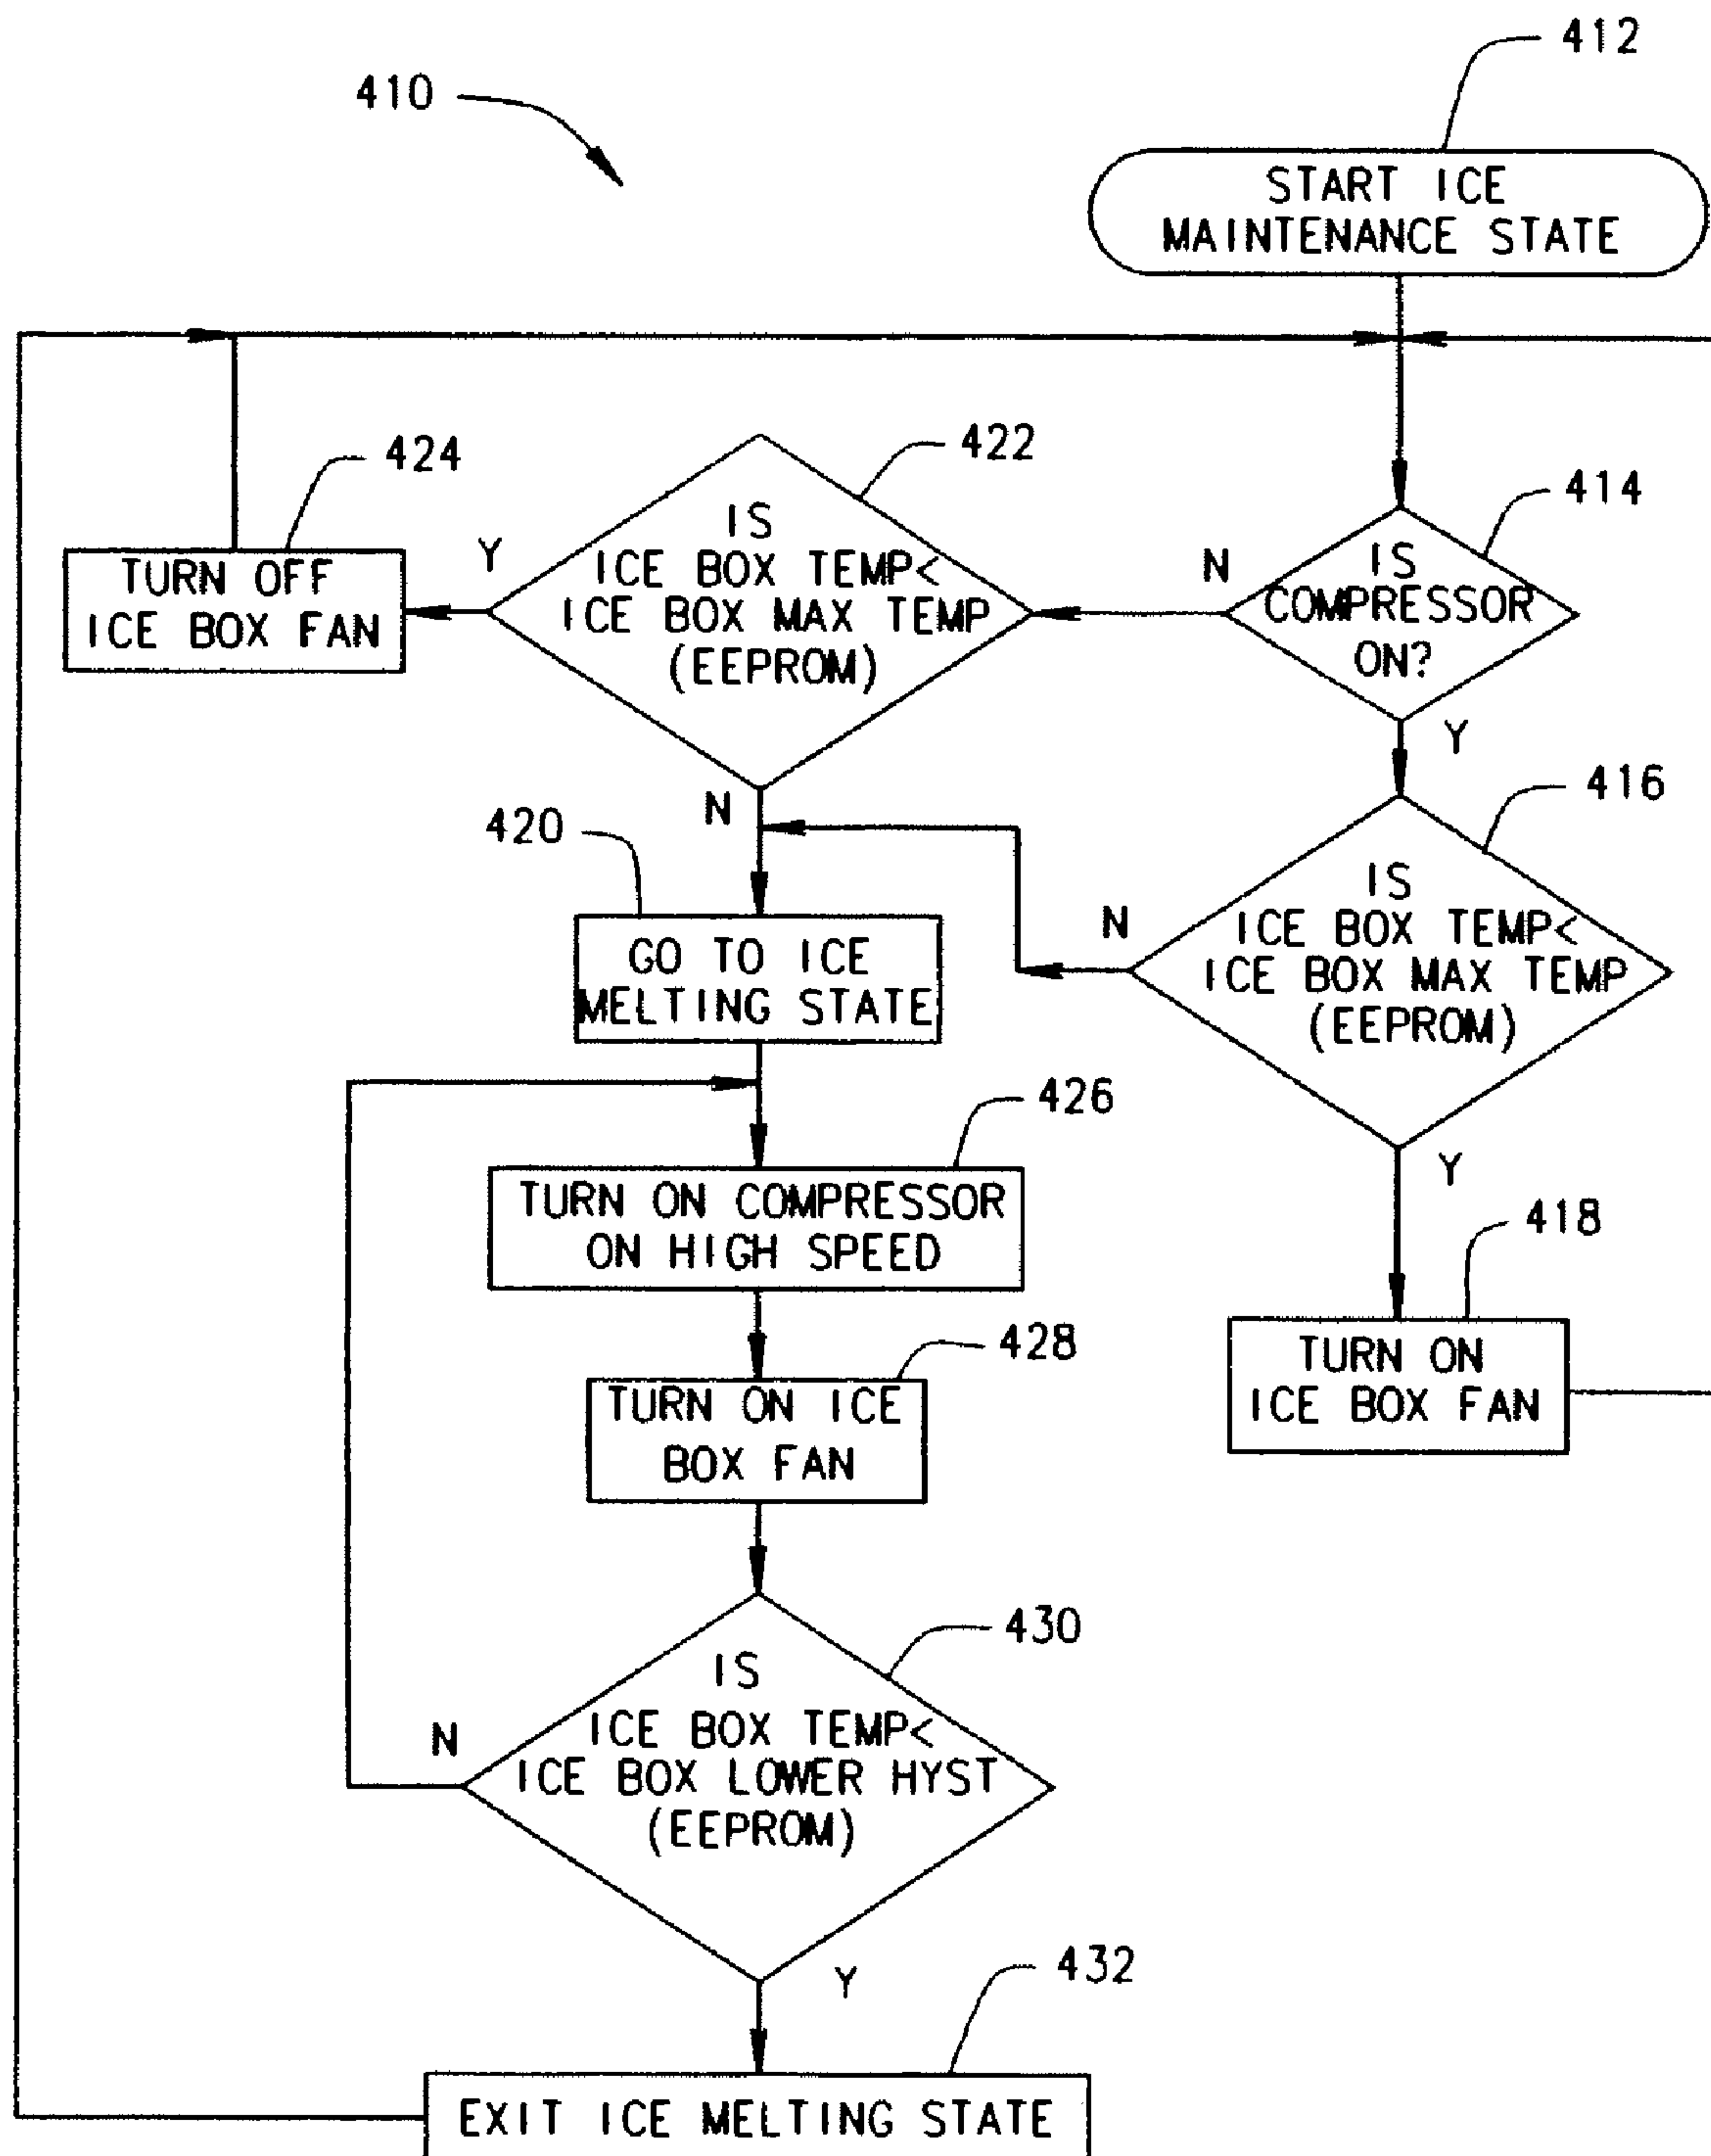 412
410
START ICE
MAINTENANCE STATE
422
424
414
IS
ICE BOX TEMP<
ICE BOX MAX TEMP
(EEPROM)
Y
N
TURN OFF
ICE BOX FAN
N
IS
COMPRESSOR
ON?
Y
416
420
IS
ICE BOX TEMP<
ICE BOX MAX TEMP
(EEPROM)
N
Y
GO TO ICE
MELTING STATE
426
TURN ON COMPRESSOR
ON HIGH SPEED
418
TURN ON
ICE BOX FAN
428
TURN ON ICE
BOX FAN
430
IS
ICE BOX TEMP<
ICE BOX LOWER HYST
(EEPROM)
N
Y
432
EXIT ICE MELTING STATE